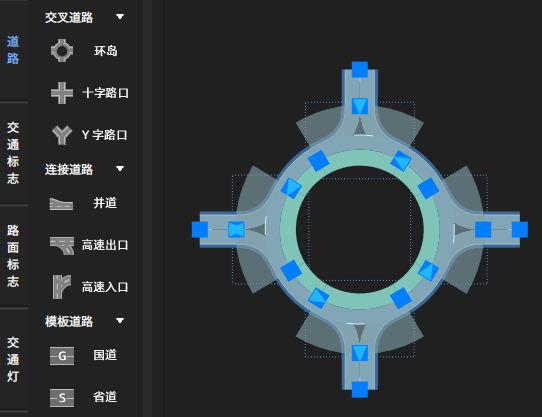 道路
交通标志
路面标志
交通灯
交叉道路
环岛
十字路口
Y 字路口
连接道路
并道
高速出口
高速入口
模板道路
G 国道
S 省道